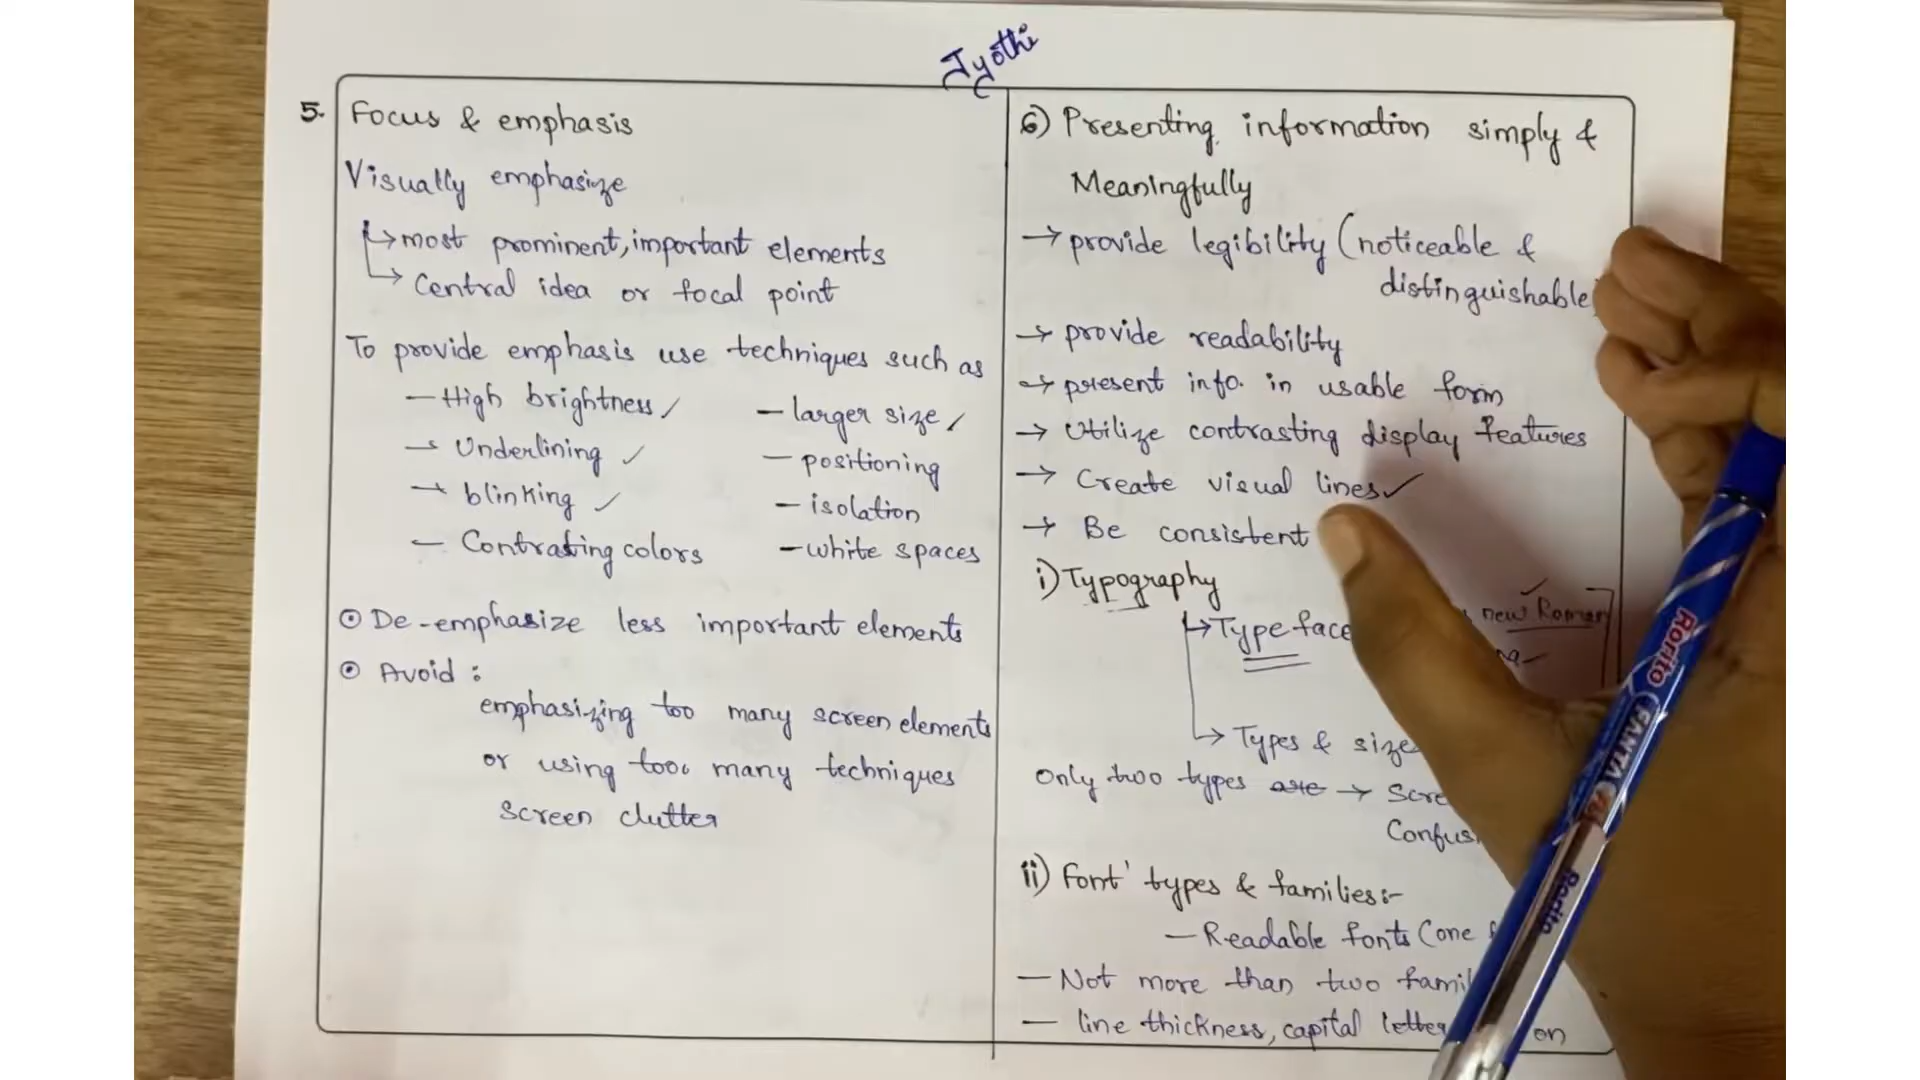 Jyothi
5. Focus & emphasis
Visually emphasize
↳ most prominent, important elements
↳ Central idea or focal point
To provide emphasis use techniques such as
- High brightness ✓ - larger size ✓
- Underlining ✓ - positioning
- blinking ✓ - isolation
- Contrating colors - white spaces
⊙ De-emphasize less important elements
⊙ Avoid :
emphasizing too many screen elements
or using too many techniques
screen clutter
6) Presenting information simply &
Meaningfully
→ provide legibility (noticeable &
distinguishable
→ provide readability
→ present info. in usable form
→ Utilize contrasting display features
→ Create visual lines ✓
→ Be consistent
i) Typography
↳ Type face new Roman
↳ Types & size
Only two types are →
ii) Font types & families:-
- Readable fonts (one
- Not more than two
- line thickness, capital letter on
Rorito FANTA
Rorito